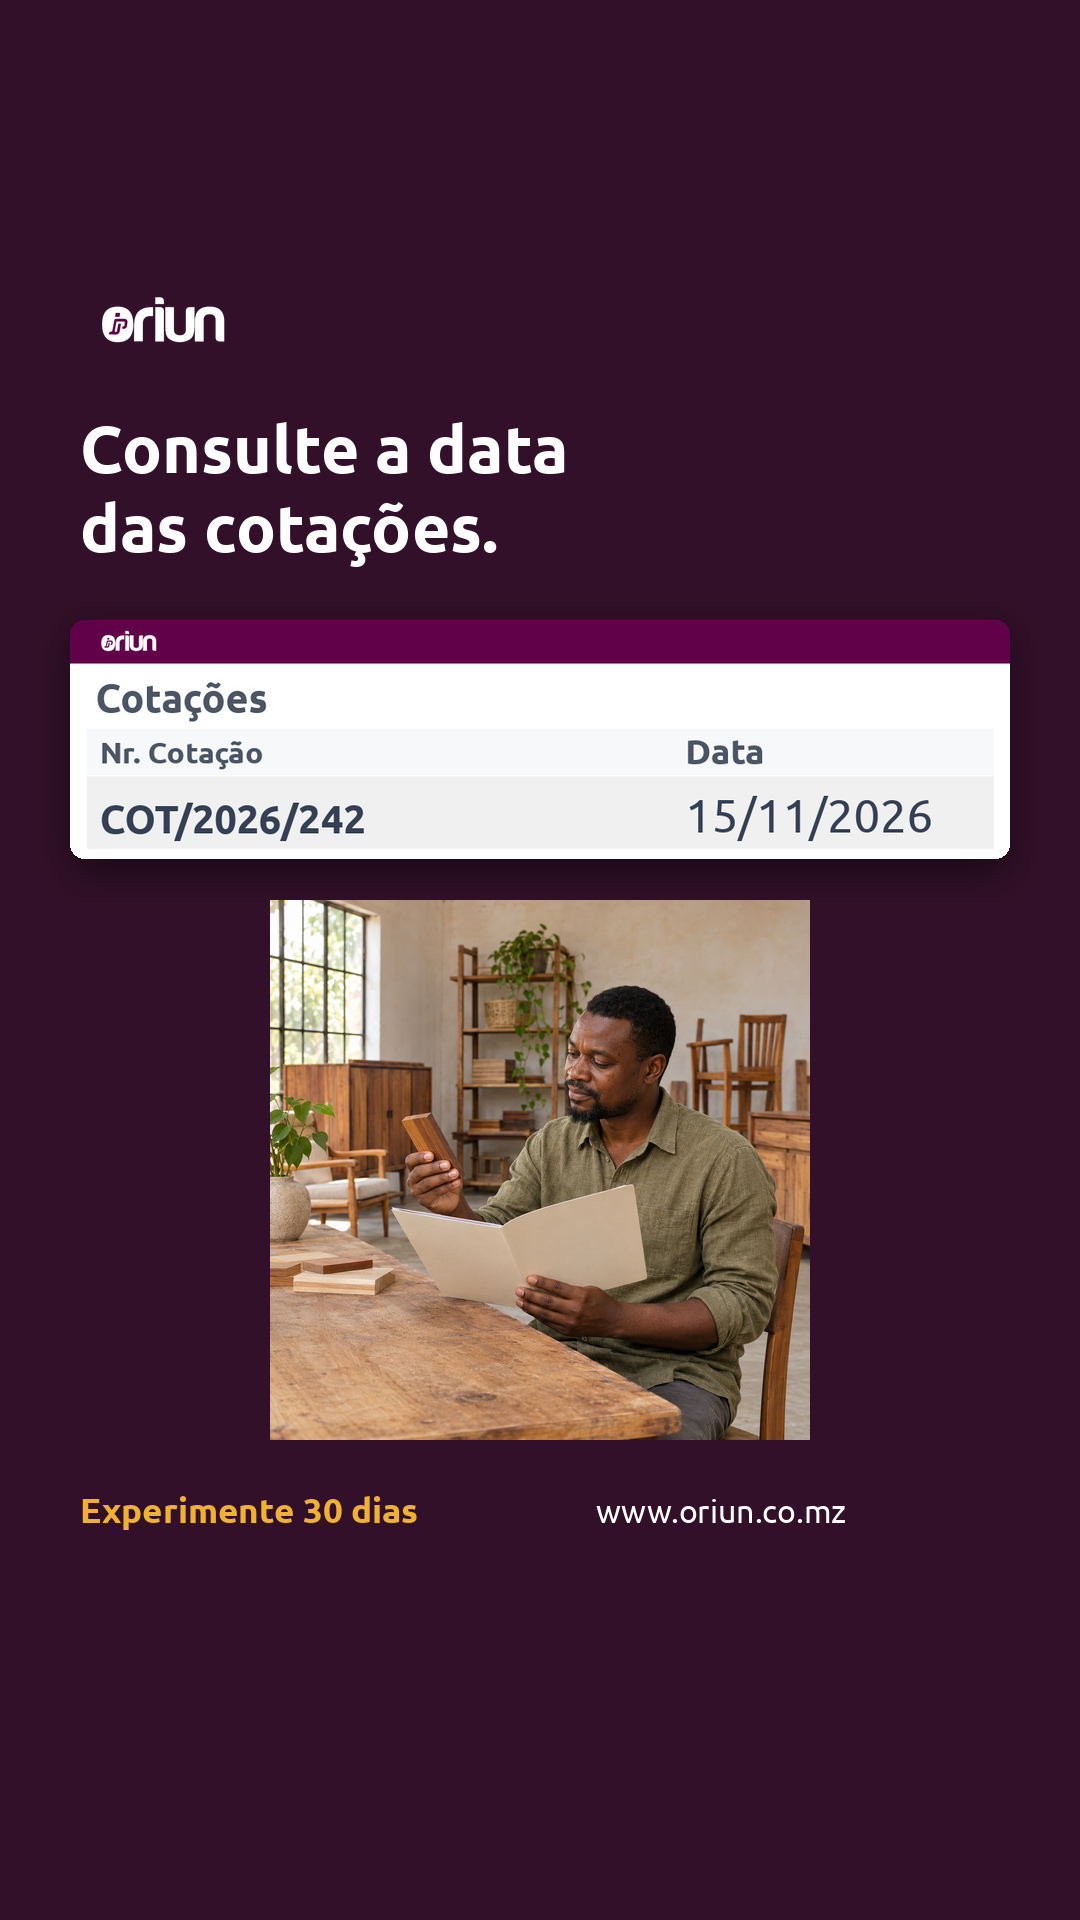 oriun
Consulte a data
das cotações.
oriun
Cotações
Nr. Cotação Data
COT/2026/242 15/11/2026
Experimente 30 dias www.oriun.co.mz